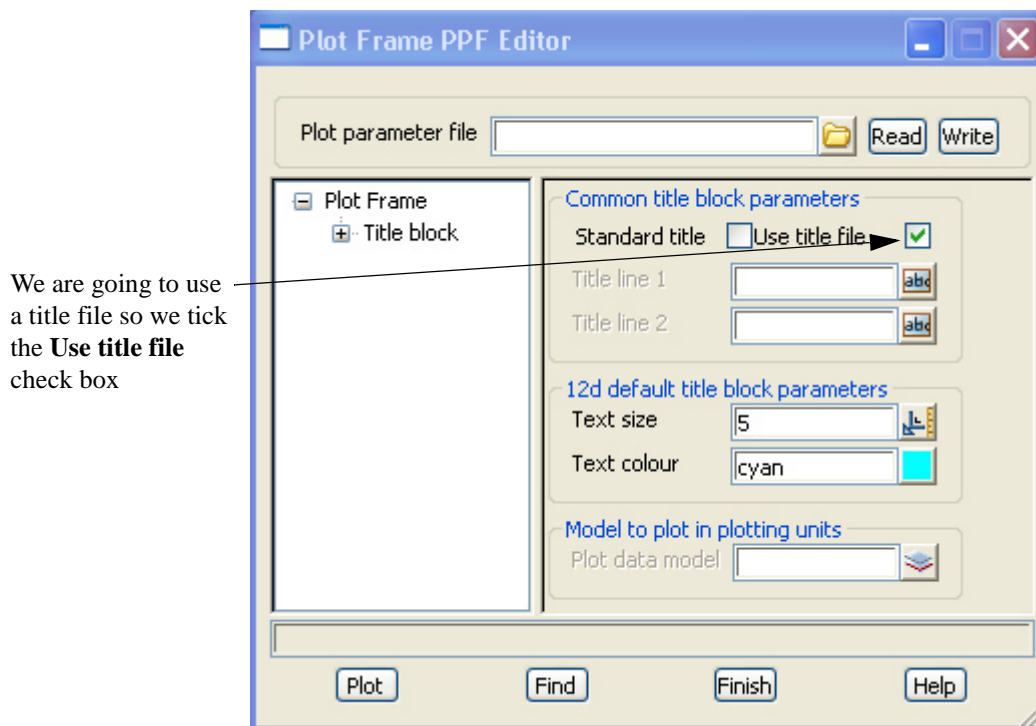 Plot Frame PPF Editor
Plot parameter file
Read
Write
Plot Frame
Title block
Common title block parameters
Standard title Use title file
Title line 1 abc
Title line 2 abc
We are going to use
a title file so we tick
the Use title file
check box
12d default title block parameters
Text size 5
Text colour cyan
Model to plot in plotting units
Plot data model
Plot Find Finish Help